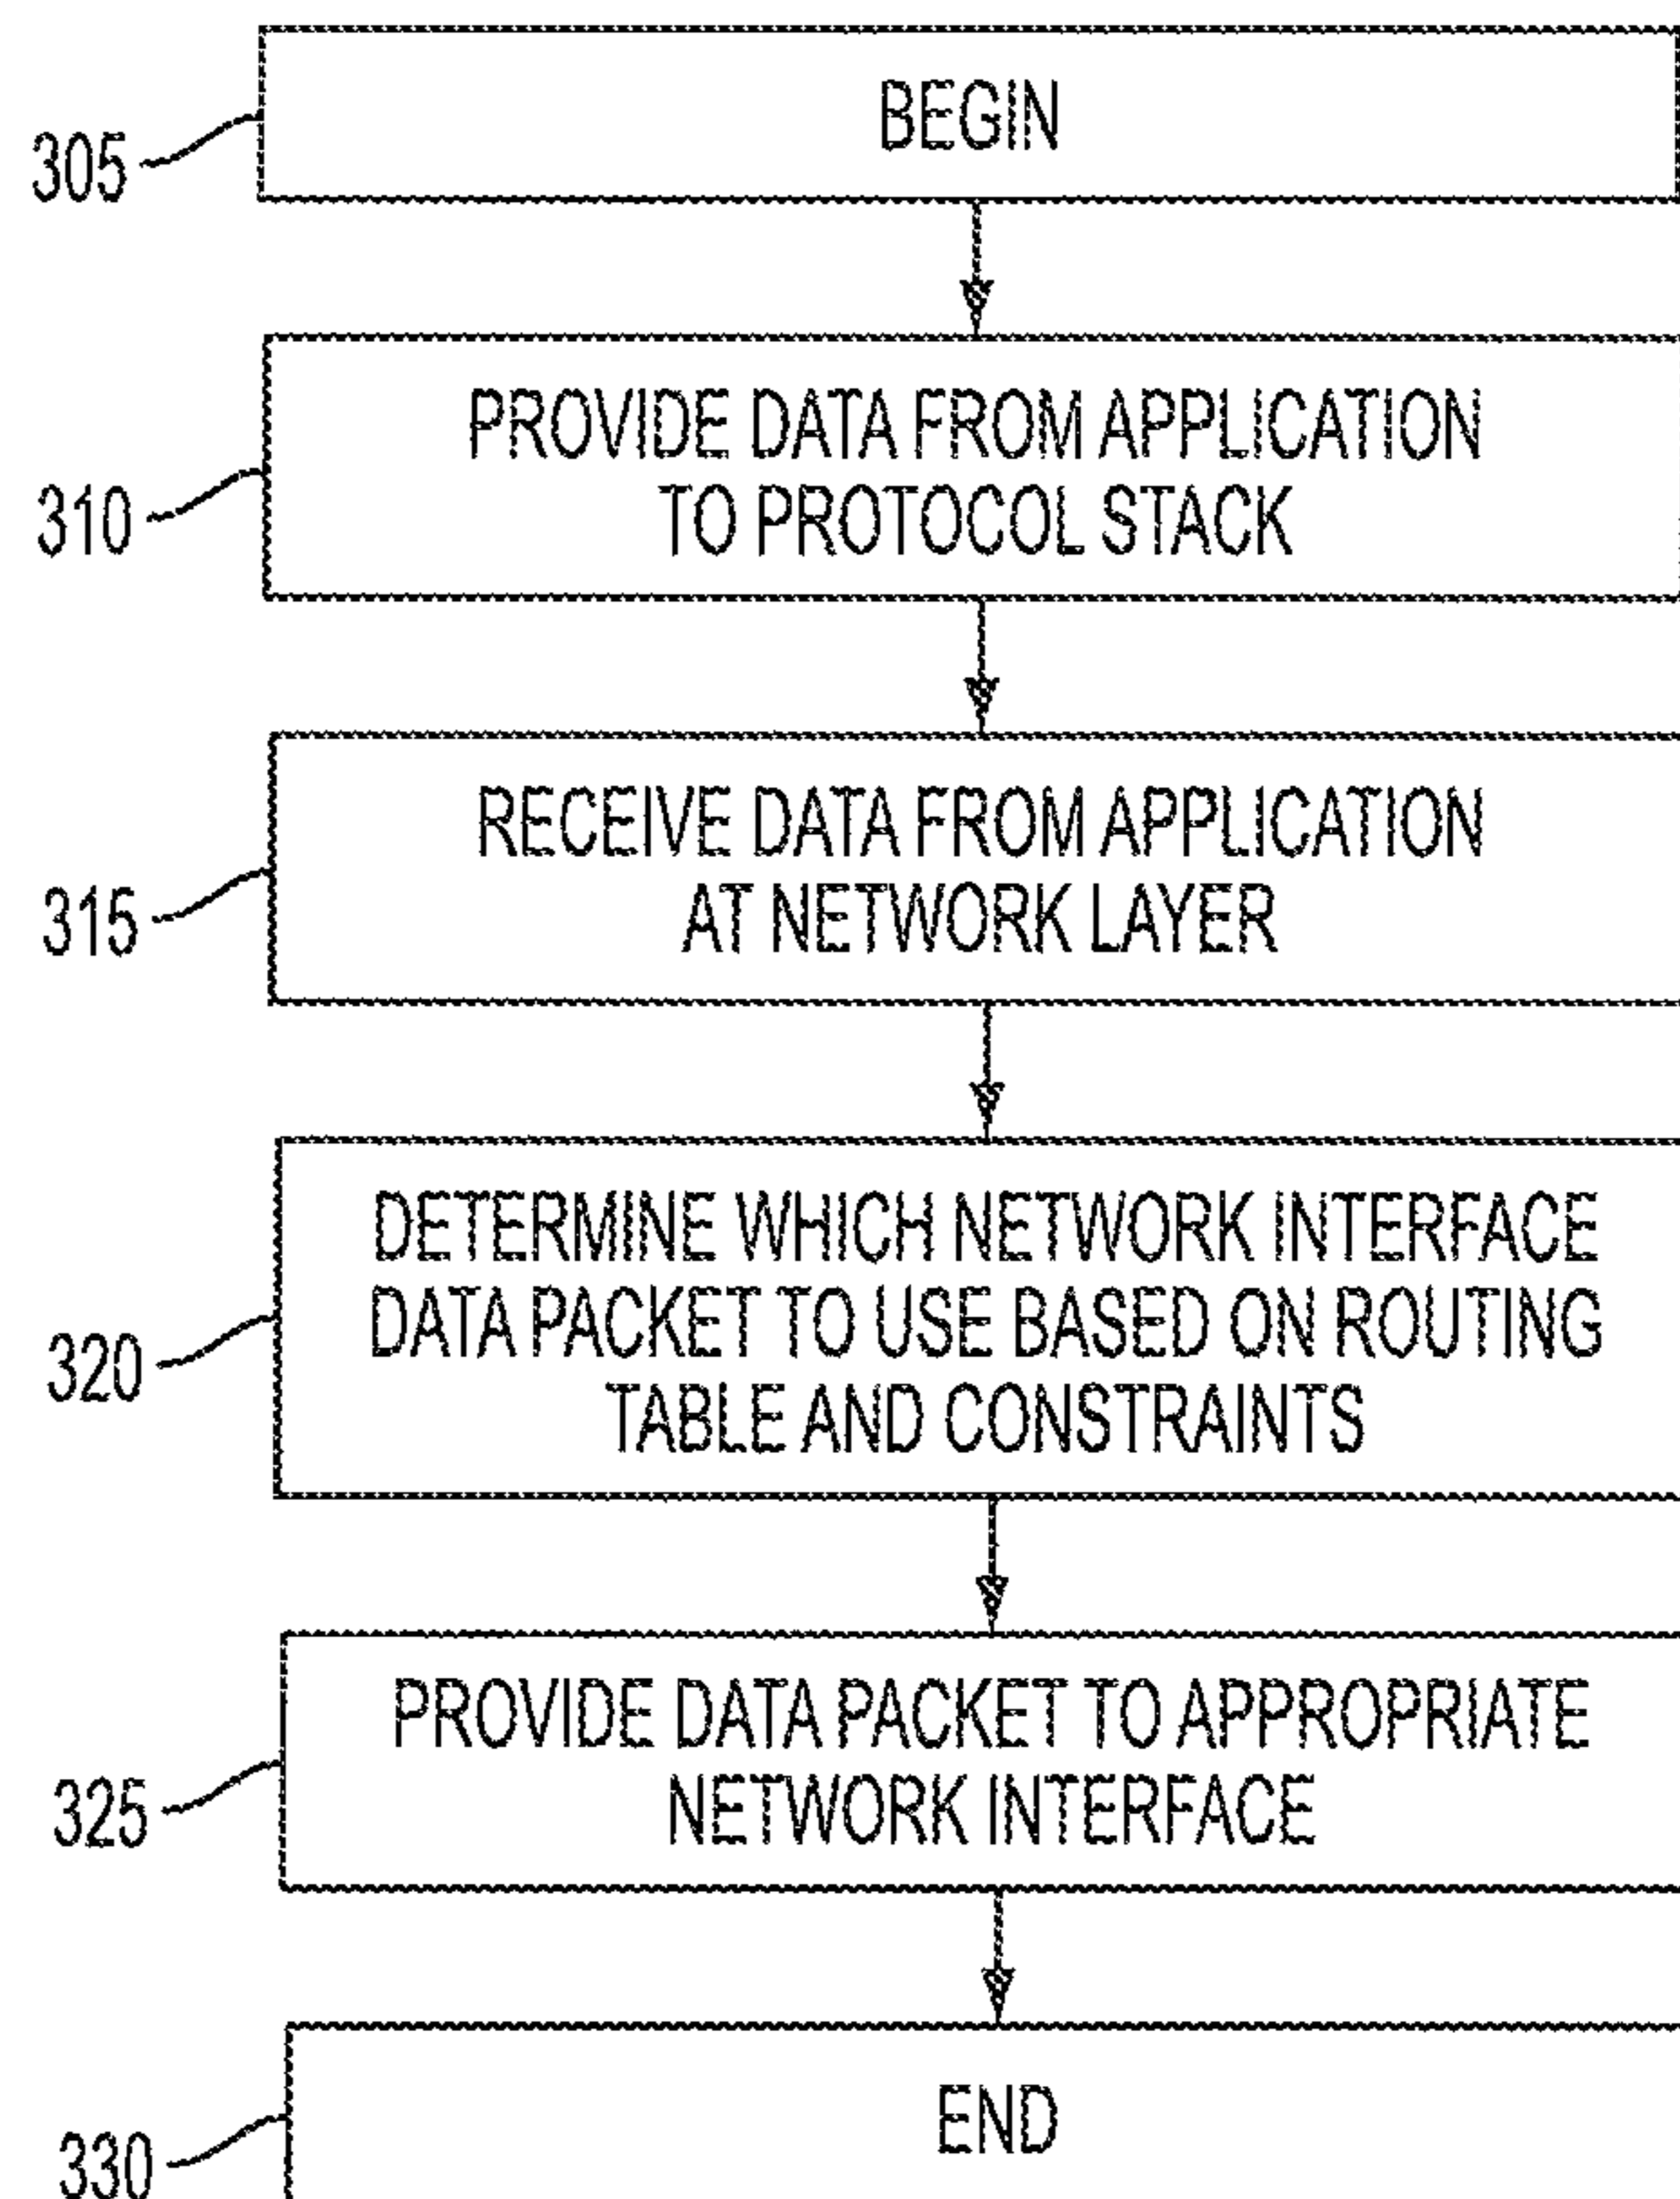 BEGIN
305
PROVIDE DATA FROM APPLICATION
TO PROTOCOL STACK
310
RECEIVE DATA FROM APPLICATION
AT NETWORK LAYER
315
DETERMINE WHICH NETWORK INTERFACE
DATA PACKET TO USE BASED ON ROUTING
TABLE AND CONSTRAINTS
320
PROVIDE DATA PACKET TO APPROPRIATE
NETWORK INTERFACE
325
END
330